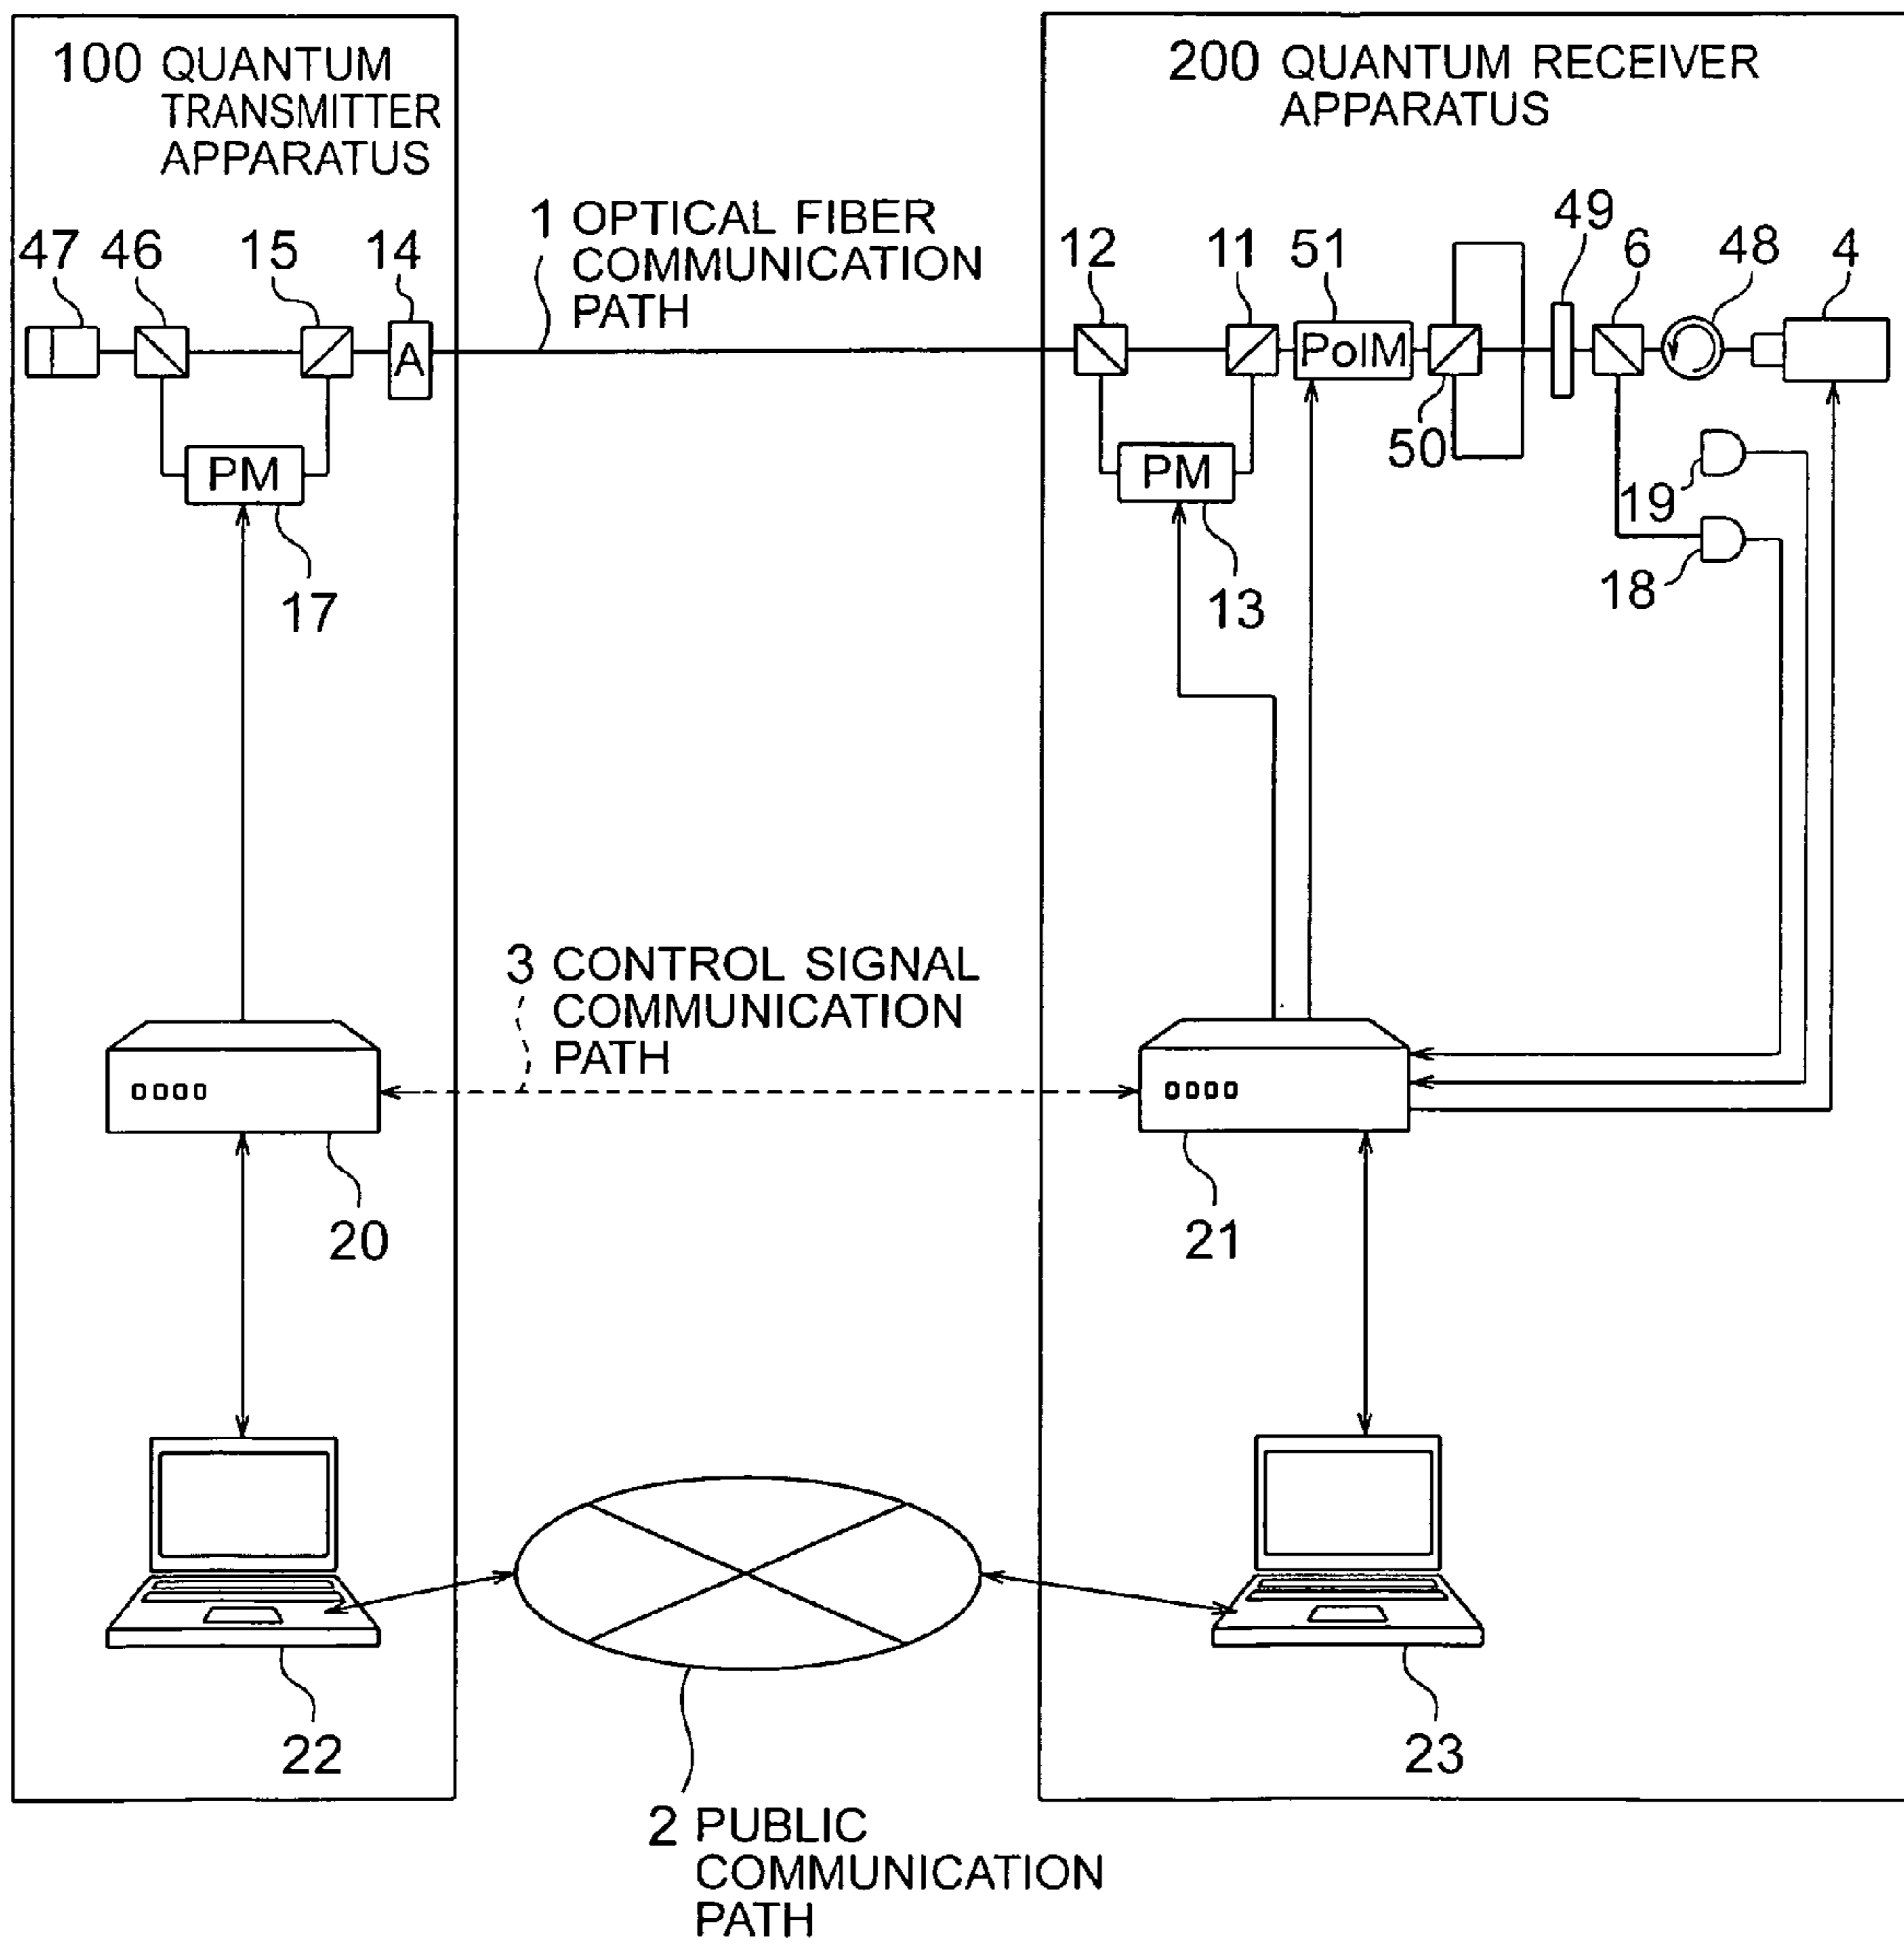 100 QUANTUM
TRANSMITTER
APPARATUS
200 QUANTUM RECEIVER
APPARATUS
1 OPTICAL FIBER
COMMUNICATION
PATH
47
46
15
14
12
11
51
49
6
48
4
A
PolM
50
PM
17
PM
13
19
18
3 CONTROL SIGNAL
COMMUNICATION
PATH
20
21
22
23
2 PUBLIC
COMMUNICATION
PATH